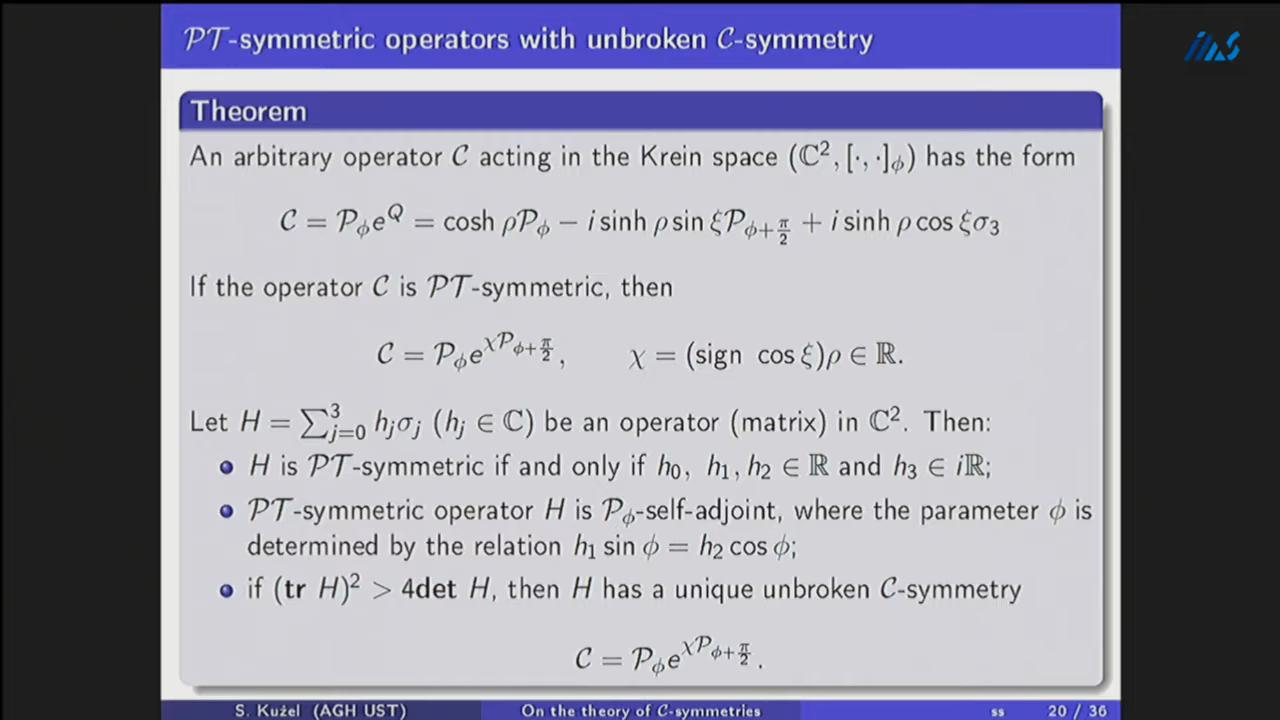 𝒫𝒯-symmetric operators with unbroken 𝒞-symmetry
IIMS
Theorem
An arbitrary operator 𝒞 acting in the Krein space (ℂ², [·, ·]_ϕ) has the form
𝒞 = 𝒫_ϕ e^Q = cosh ρ𝒫_ϕ − i sinh ρ sin ξ𝒫_{ϕ+π/2} + i sinh ρ cos ξσ₃
If the operator 𝒞 is 𝒫𝒯-symmetric, then
𝒞 = 𝒫_ϕ e^{χ𝒫_{ϕ+π/2}}, χ = (sign cos ξ)ρ ∈ ℝ.
Let H = ∑_{j=0}^{3} h_jσ_j (h_j ∈ ℂ) be an operator (matrix) in ℂ². Then:
H is 𝒫𝒯-symmetric if and only if h₀, h₁, h₂ ∈ ℝ and h₃ ∈ iℝ;
𝒫𝒯-symmetric operator H is 𝒫_ϕ-self-adjoint, where the parameter ϕ is
determined by the relation h₁ sin ϕ = h₂ cos ϕ;
if (tr H)² > 4det H, then H has a unique unbroken 𝒞-symmetry
𝒞 = 𝒫_ϕ e^{χ𝒫_{ϕ+π/2}}.
S. Kużel (AGH UST) On the theory of 𝒞-symmetries ss 20 / 36